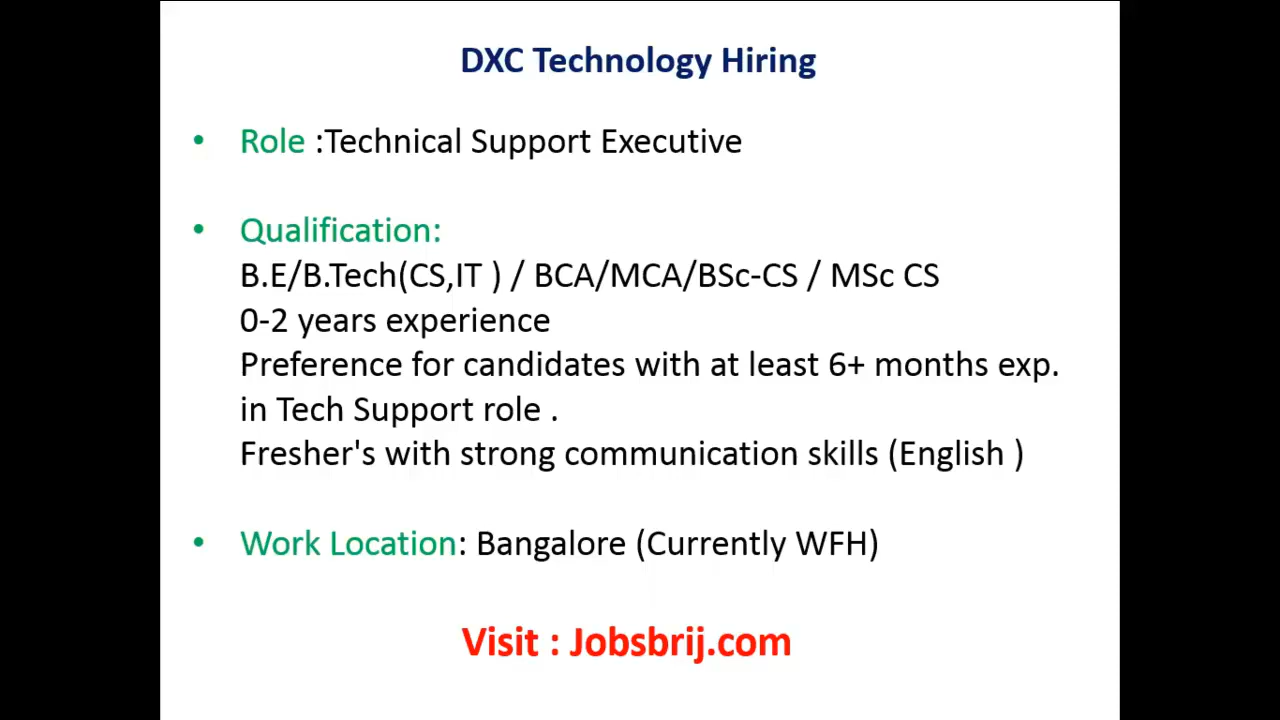 DXC Technology Hiring
• Role :Technical Support Executive
• Qualification:
B.E/B.Tech(CS,IT ) / BCA/MCA/BSc-CS / MSc CS
0-2 years experience
Preference for candidates with at least 6+ months exp.
in Tech Support role .
Fresher's with strong communication skills (English )
• Work Location: Bangalore (Currently WFH)
Visit : Jobsbrij.com